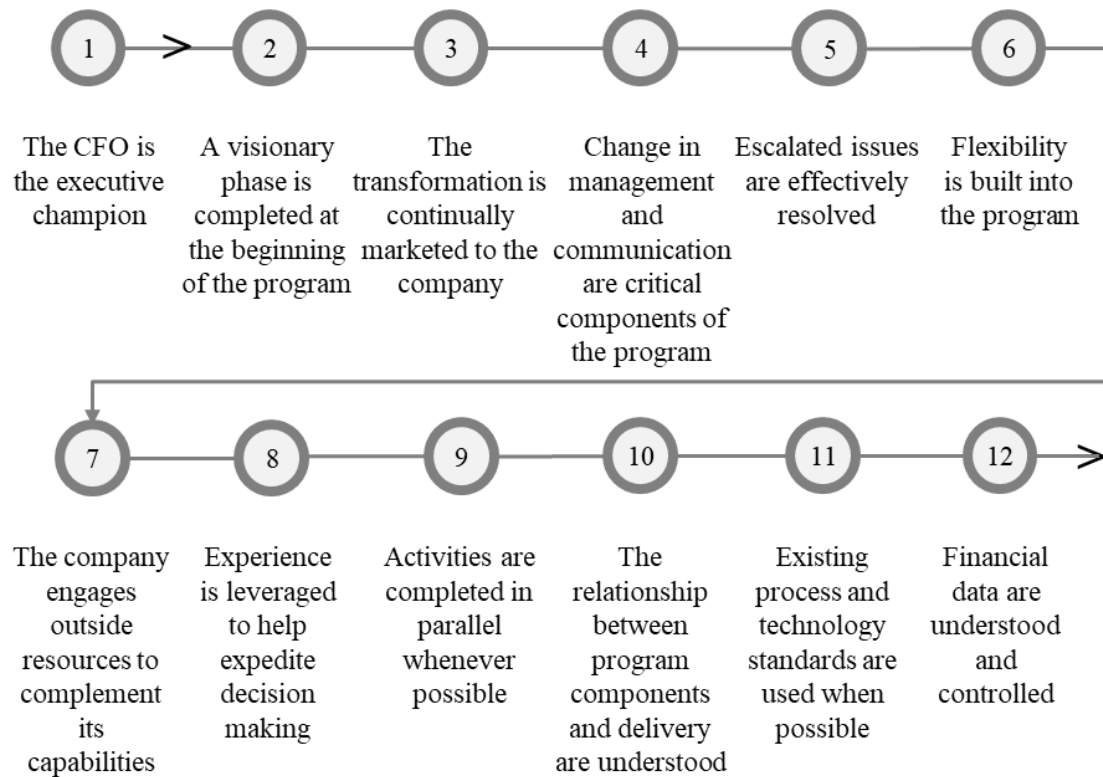 1
2
3
4
5
6
The CFO is
the executive
champion
A visionary
phase is
completed at
the beginning
of the program
The
transformation is
continually
marketed to the
company
Change in
management
and
communication
are critical
components of
the program
Escalated issues
are effectively
resolved
Flexibility
is built into
the program
7
8
9
10
11
12
The company
engages
outside
resources to
complement
its
capabilities
Experience
is leveraged
to help
expedite
decision
making
Activities are
completed in
parallel
whenever
possible
The
relationship
between
program
components
and delivery
are understood
Existing
process and
technology
standards are
used when
possible
Financial
data are
understood
and
controlled